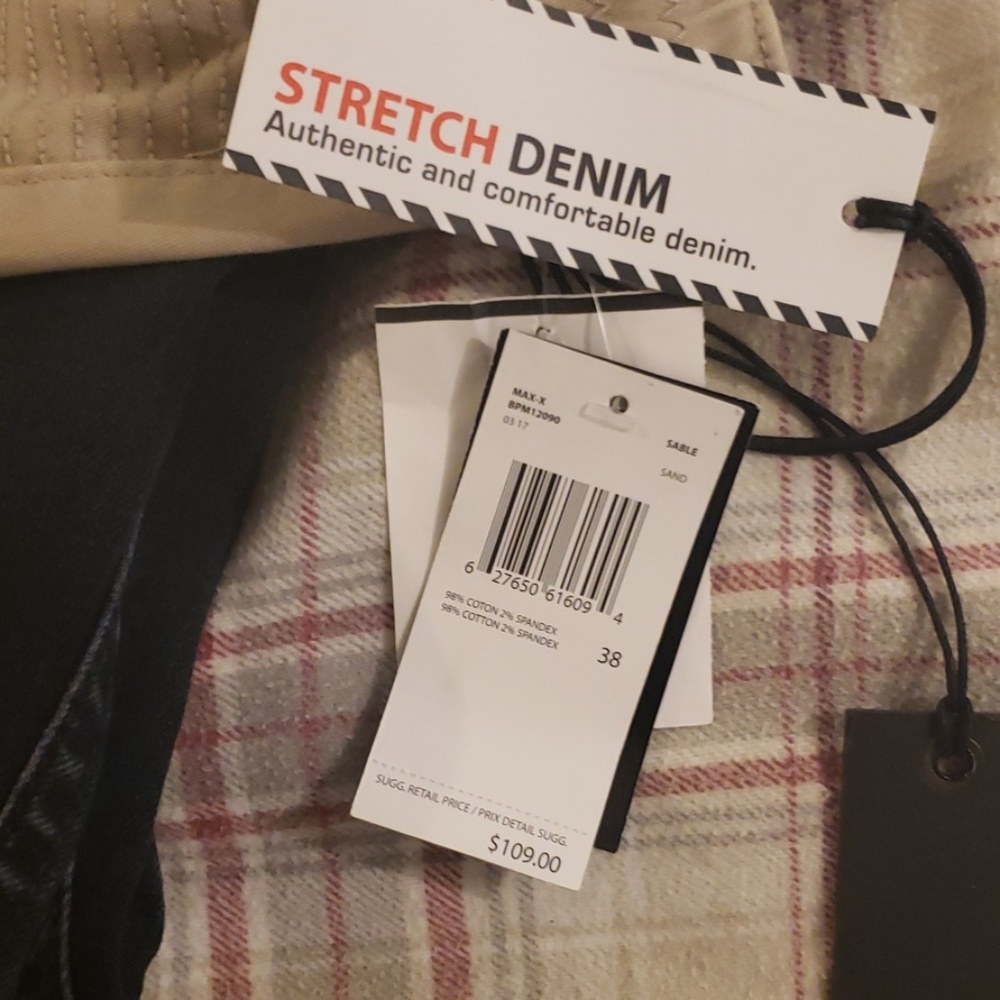 STRETCH DENIM
Authentic and comfortable denim.
MAX-X
BPM12090
03 17
SABLE
SAND
6 27650 61609 4
98% COTON 2% SPANDEX
98% COTTON 2% SPANDEX
38
SUGG. RETAIL PRICE / PRIX DETAIL SUGG.
$109.00